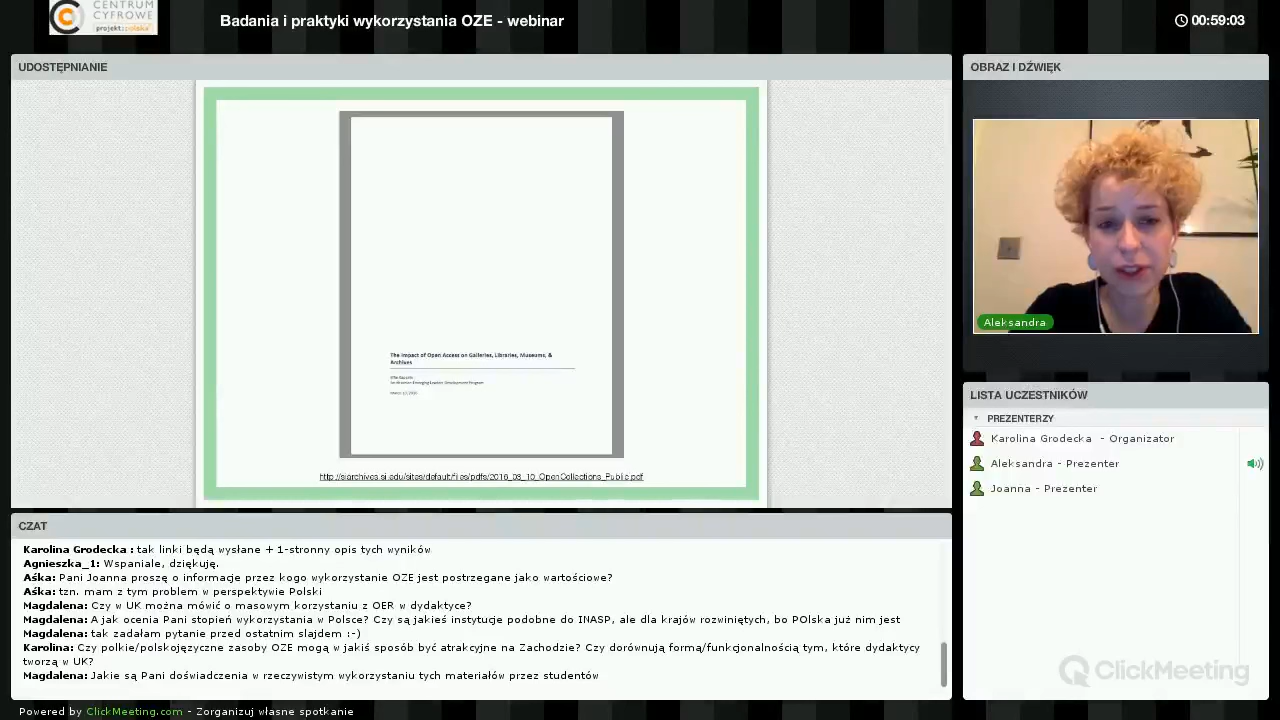 CENTRUM
CYFROWE
projekt: polska
Badania i praktyki wykorzystania OZE - webinar
00:59:03
UDOSTĘPNIANIE
The Impact of Open Access on Galleries, Libraries, Museums, &
Archives
Smithsonian Emerging Leaders Development Program
http://siarchives.si.edu/sites/default/files/pdfs/2016_03_10_OpenCollections_Public.pdf
OBRAZ I DŹWIĘK
Aleksandra
LISTA UCZESTNIKÓW
PREZENTERZY
Karolina Grodecka - Organizator
Aleksandra - Prezenter
Joanna - Prezenter
CZAT
Karolina Grodecka : tak linki będą wysłane + 1-stronny opis tych wyników
Agnieszka_1: Wspaniale, dziękuję.
Aśka: Pani Joanna proszę o informacje przez kogo wykorzystanie OZE jest postrzegane jako wartościowe?
Aśka: tzn. mam z tym problem w perspektywie Polski
Magdalena: Czy w UK można mówić o masowym korzystaniu z OER w dydaktyce?
Magdalena: A jak ocenia Pani stopień wykorzystania w Polsce? Czy są jakieś instytucje podobne do INASP, ale dla krajów rozwiniętych, bo POlska już nim jest
Magdalena: tak zadałam pytanie przed ostatnim slajdem :-)
Karolina: Czy polkie/polskojęzyczne zasoby OZE mogą w jakiś sposób być atrakcyjne na Zachodzie? Czy dorównują formą/funkcjonalnością tym, które dydaktycy
tworzą w UK?
Magdalena: Jakie są Pani doświadczenia w rzeczywistym wykorzystaniu tych materiałów przez studentów
ClickMeeting
Powered by ClickMeeting.com - Zorganizuj własne spotkanie